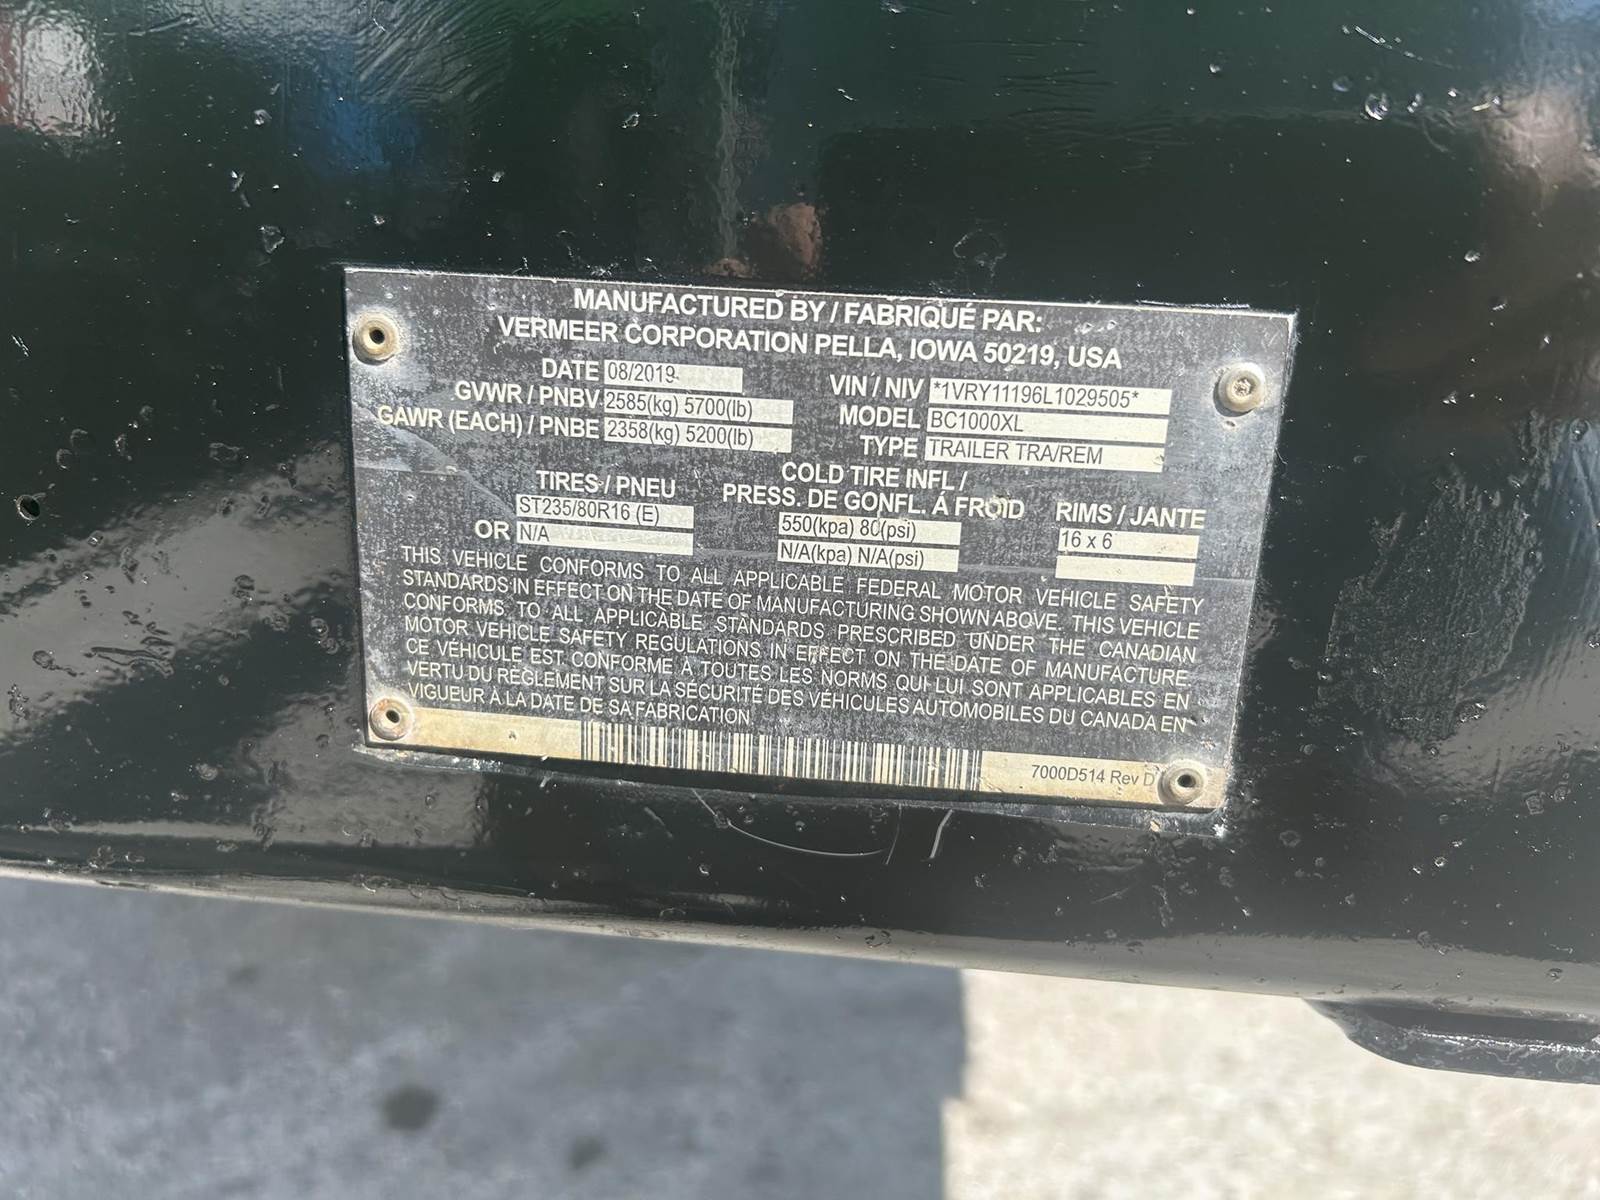 MANUFACTURED BY / FABRIQUÉ PAR:
VERMEER CORPORATION PELLA, IOWA 50219, USA
DATE 08/2019
VIN / NIV *1VRY11196L1029505*
GVWR / PNBV 2585(kg) 5700(lb)
MODEL BC1000XL
GAWR (EACH) / PNBE 2358(kg) 5200(lb)
TYPE TRAILER TRA/REM
TIRES / PNEU
COLD TIRE INFL /
PRESS. DE GONFL. Á FROID
RIMS / JANTE
ST235/80R16 (E)
550(kpa) 80(psi)
16 x 6
OR N/A
N/A(kpa) N/A(psi)
THIS VEHICLE CONFORMS TO ALL APPLICABLE FEDERAL MOTOR VEHICLE SAFETY
STANDARDS IN EFFECT ON THE DATE OF MANUFACTURING SHOWN ABOVE. THIS VEHICLE
CONFORMS TO ALL APPLICABLE STANDARDS PRESCRIBED UNDER THE CANADIAN
MOTOR VEHICLE SAFETY REGULATIONS IN EFFECT ON THE DATE OF MANUFACTURE.
CE VÉHICULE EST CONFORME À TOUTES LES NORMS QUI LUI SONT APPLICABLES EN
VERTU DU RÈGLEMENT SUR LA SÉCURITÉ DES VÉHICULES AUTOMOBILES DU CANADA EN
VIGUEUR À LA DATE DE SA FABRICATION
7000D514 Rev D